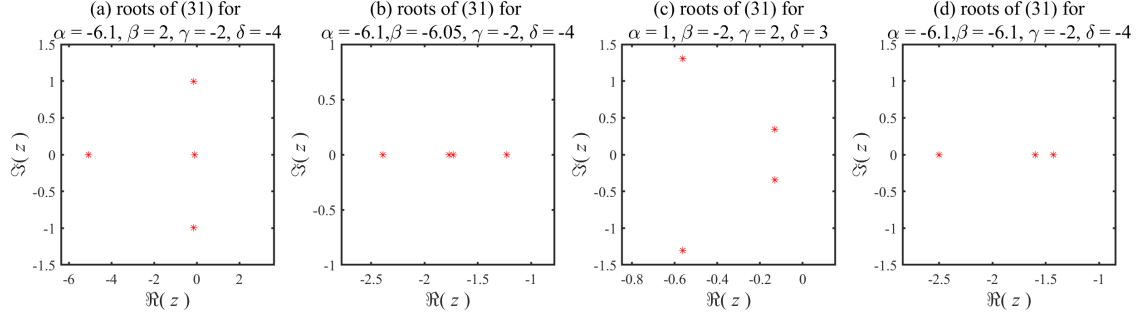 (a) roots of (31) for
α = -6.1, β = 2, γ = -2, δ = -4
1.5
1
0.5
0
-0.5
-1
-1.5
ℑ( z )
-6
-4
-2
0
2
ℜ( z )
(b) roots of (31) for
α = -6.1,β = -6.05, γ = -2, δ = -4
1
0.5
0
-0.5
-1
ℑ( z )
-2.5
-2
-1.5
-1
ℜ( z )
(c) roots of (31) for
α = 1, β = -2, γ = 2, δ = 3
1.5
1
0.5
0
-0.5
-1
-1.5
ℑ( z )
-0.8
-0.6
-0.4
-0.2
0
ℜ( z )
(d) roots of (31) for
α = -6.1,β = -6.1, γ = -2, δ = -4
1.5
1
0.5
0
-0.5
-1
-1.5
ℑ( z )
-2.5
-2
-1.5
-1
ℜ( z )